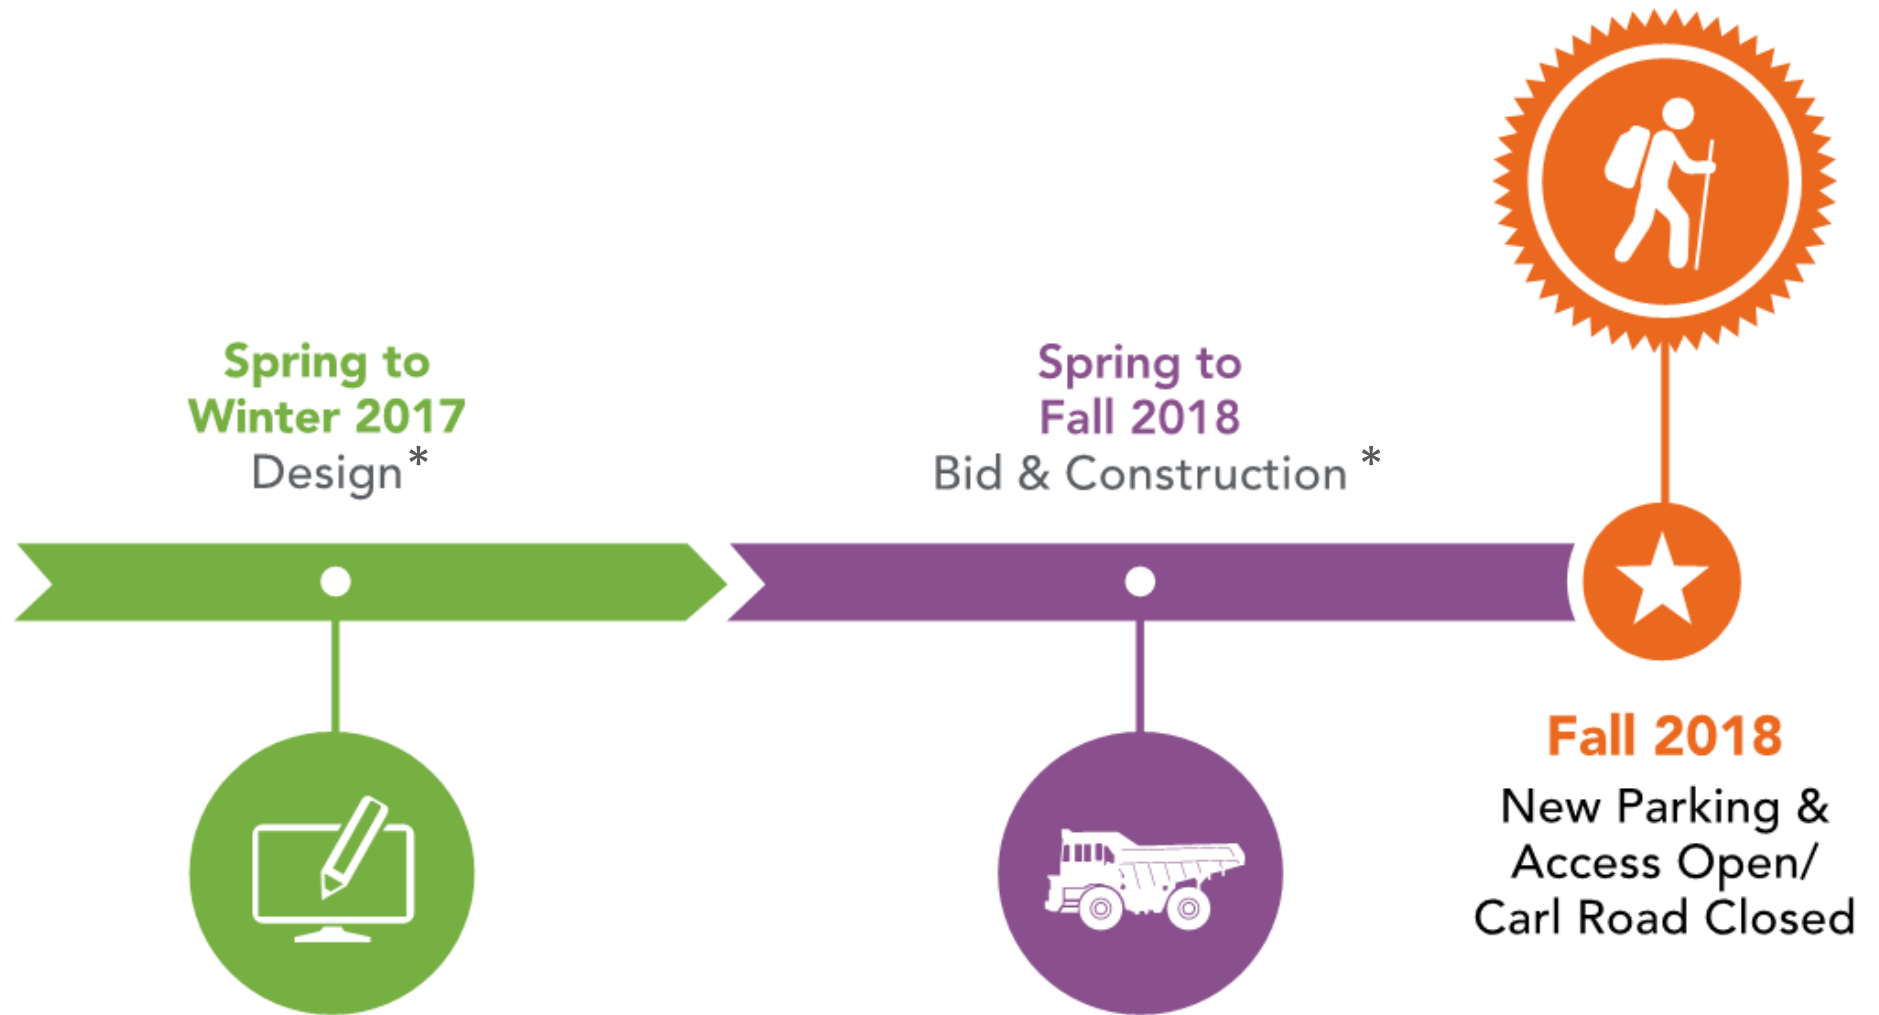 Spring to
Winter 2017
Design*
Spring to
Fall 2018
Bid & Construction *
Fall 2018
New Parking &
Access Open/
Carl Road Closed